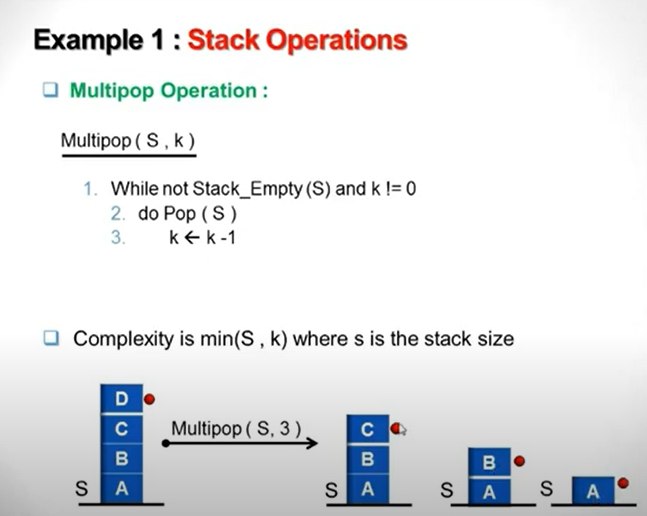 Example 1 : Stack Operations
Multipop Operation :
Multipop ( S , k )
1. While not Stack_Empty (S) and k != 0
2. do Pop ( S )
3. k ← k -1
Complexity is min(S , k) where s is the stack size
D
C
B
S A
Multipop ( S, 3 )
C
B
S A
B
S A
S A